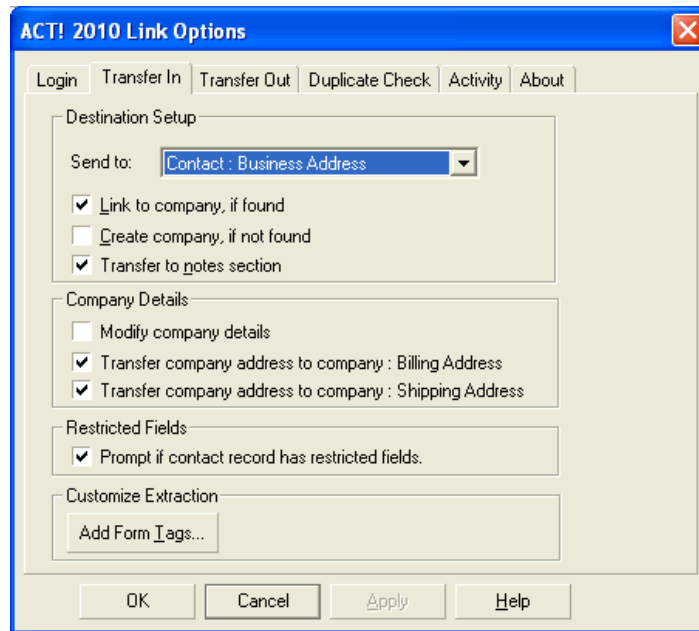 ACT! 2010 Link Options
Login Transfer In Transfer Out Duplicate Check Activity About
Destination Setup
Send to: Contact : Business Address
Link to company, if found
Create company, if not found
Transfer to notes section
Company Details
Modify company details
Transfer company address to company : Billing Address
Transfer company address to company : Shipping Address
Restricted Fields
Prompt if contact record has restricted fields.
Customize Extraction
Add Form Tags...
OK Cancel Apply Help